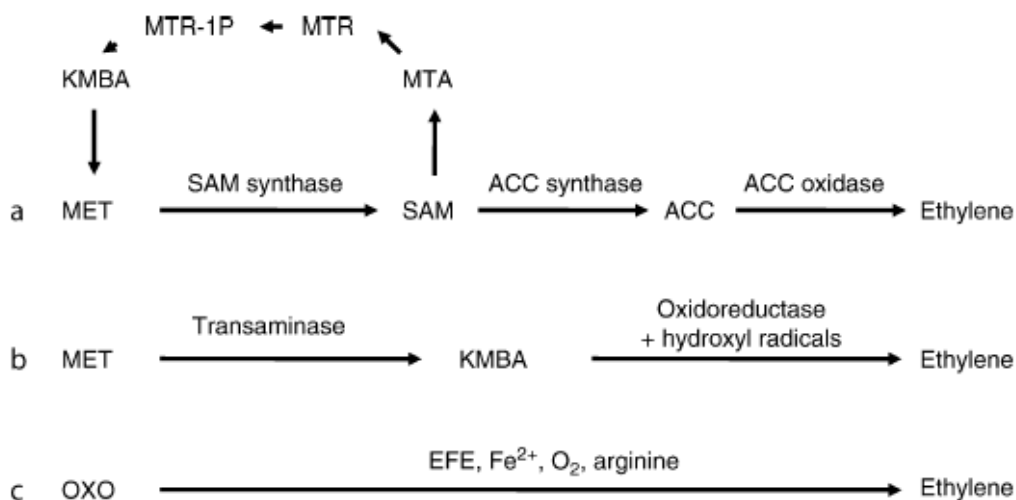 MTR-1P MTR
KMBA MTA
SAM synthase ACC synthase ACC oxidase
a MET SAM ACC Ethylene
Oxidoreductase
Transaminase + hydroxyl radicals
b MET KMBA Ethylene
EFE, Fe²⁺, O₂, arginine
c OXO Ethylene